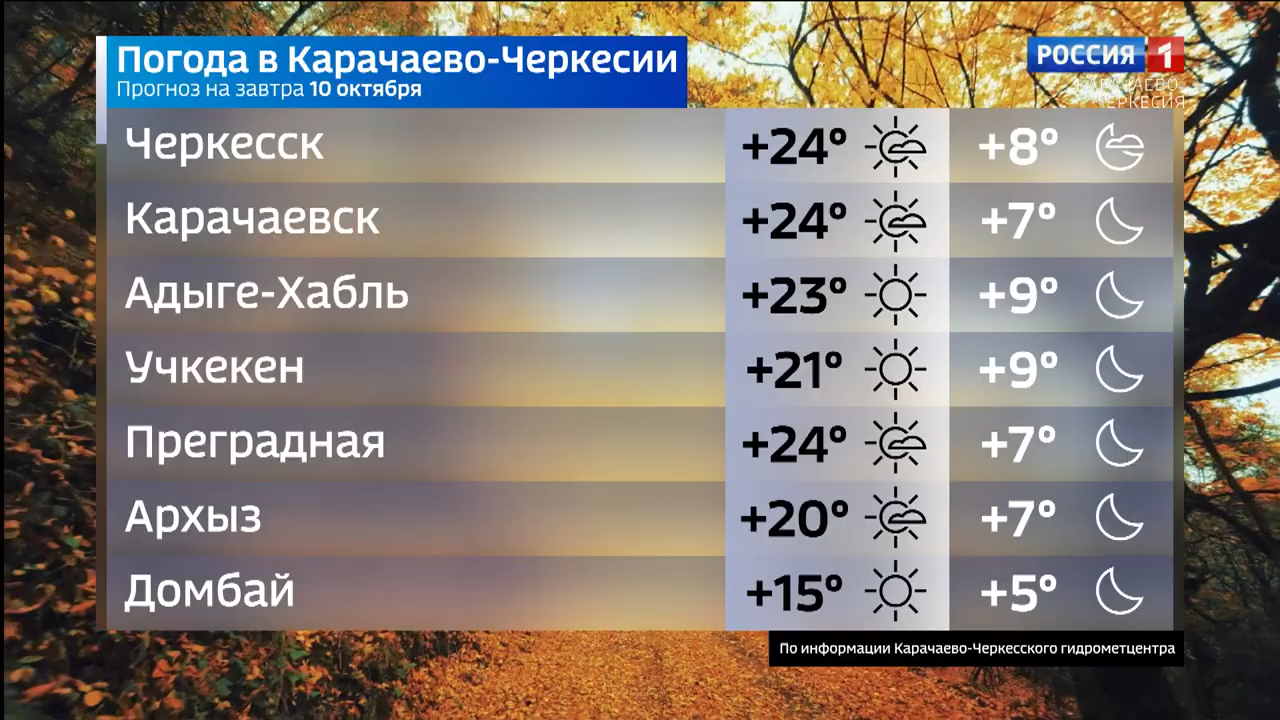 Погода в Карачаево-Черкесии
Прогноз на завтра 10 октября
РОССИЯ 1
КАРАЧАЕВО-
ЧЕРКЕСИЯ
Черкесск +24° +8°
Карачаевск +24° +7°
Адыге-Хабль +23° +9°
Учкекен +21° +9°
Преградная +24° +7°
Архыз +20° +7°
Домбай +15° +5°
По информации Карачаево-Черкесского гидрометцентра